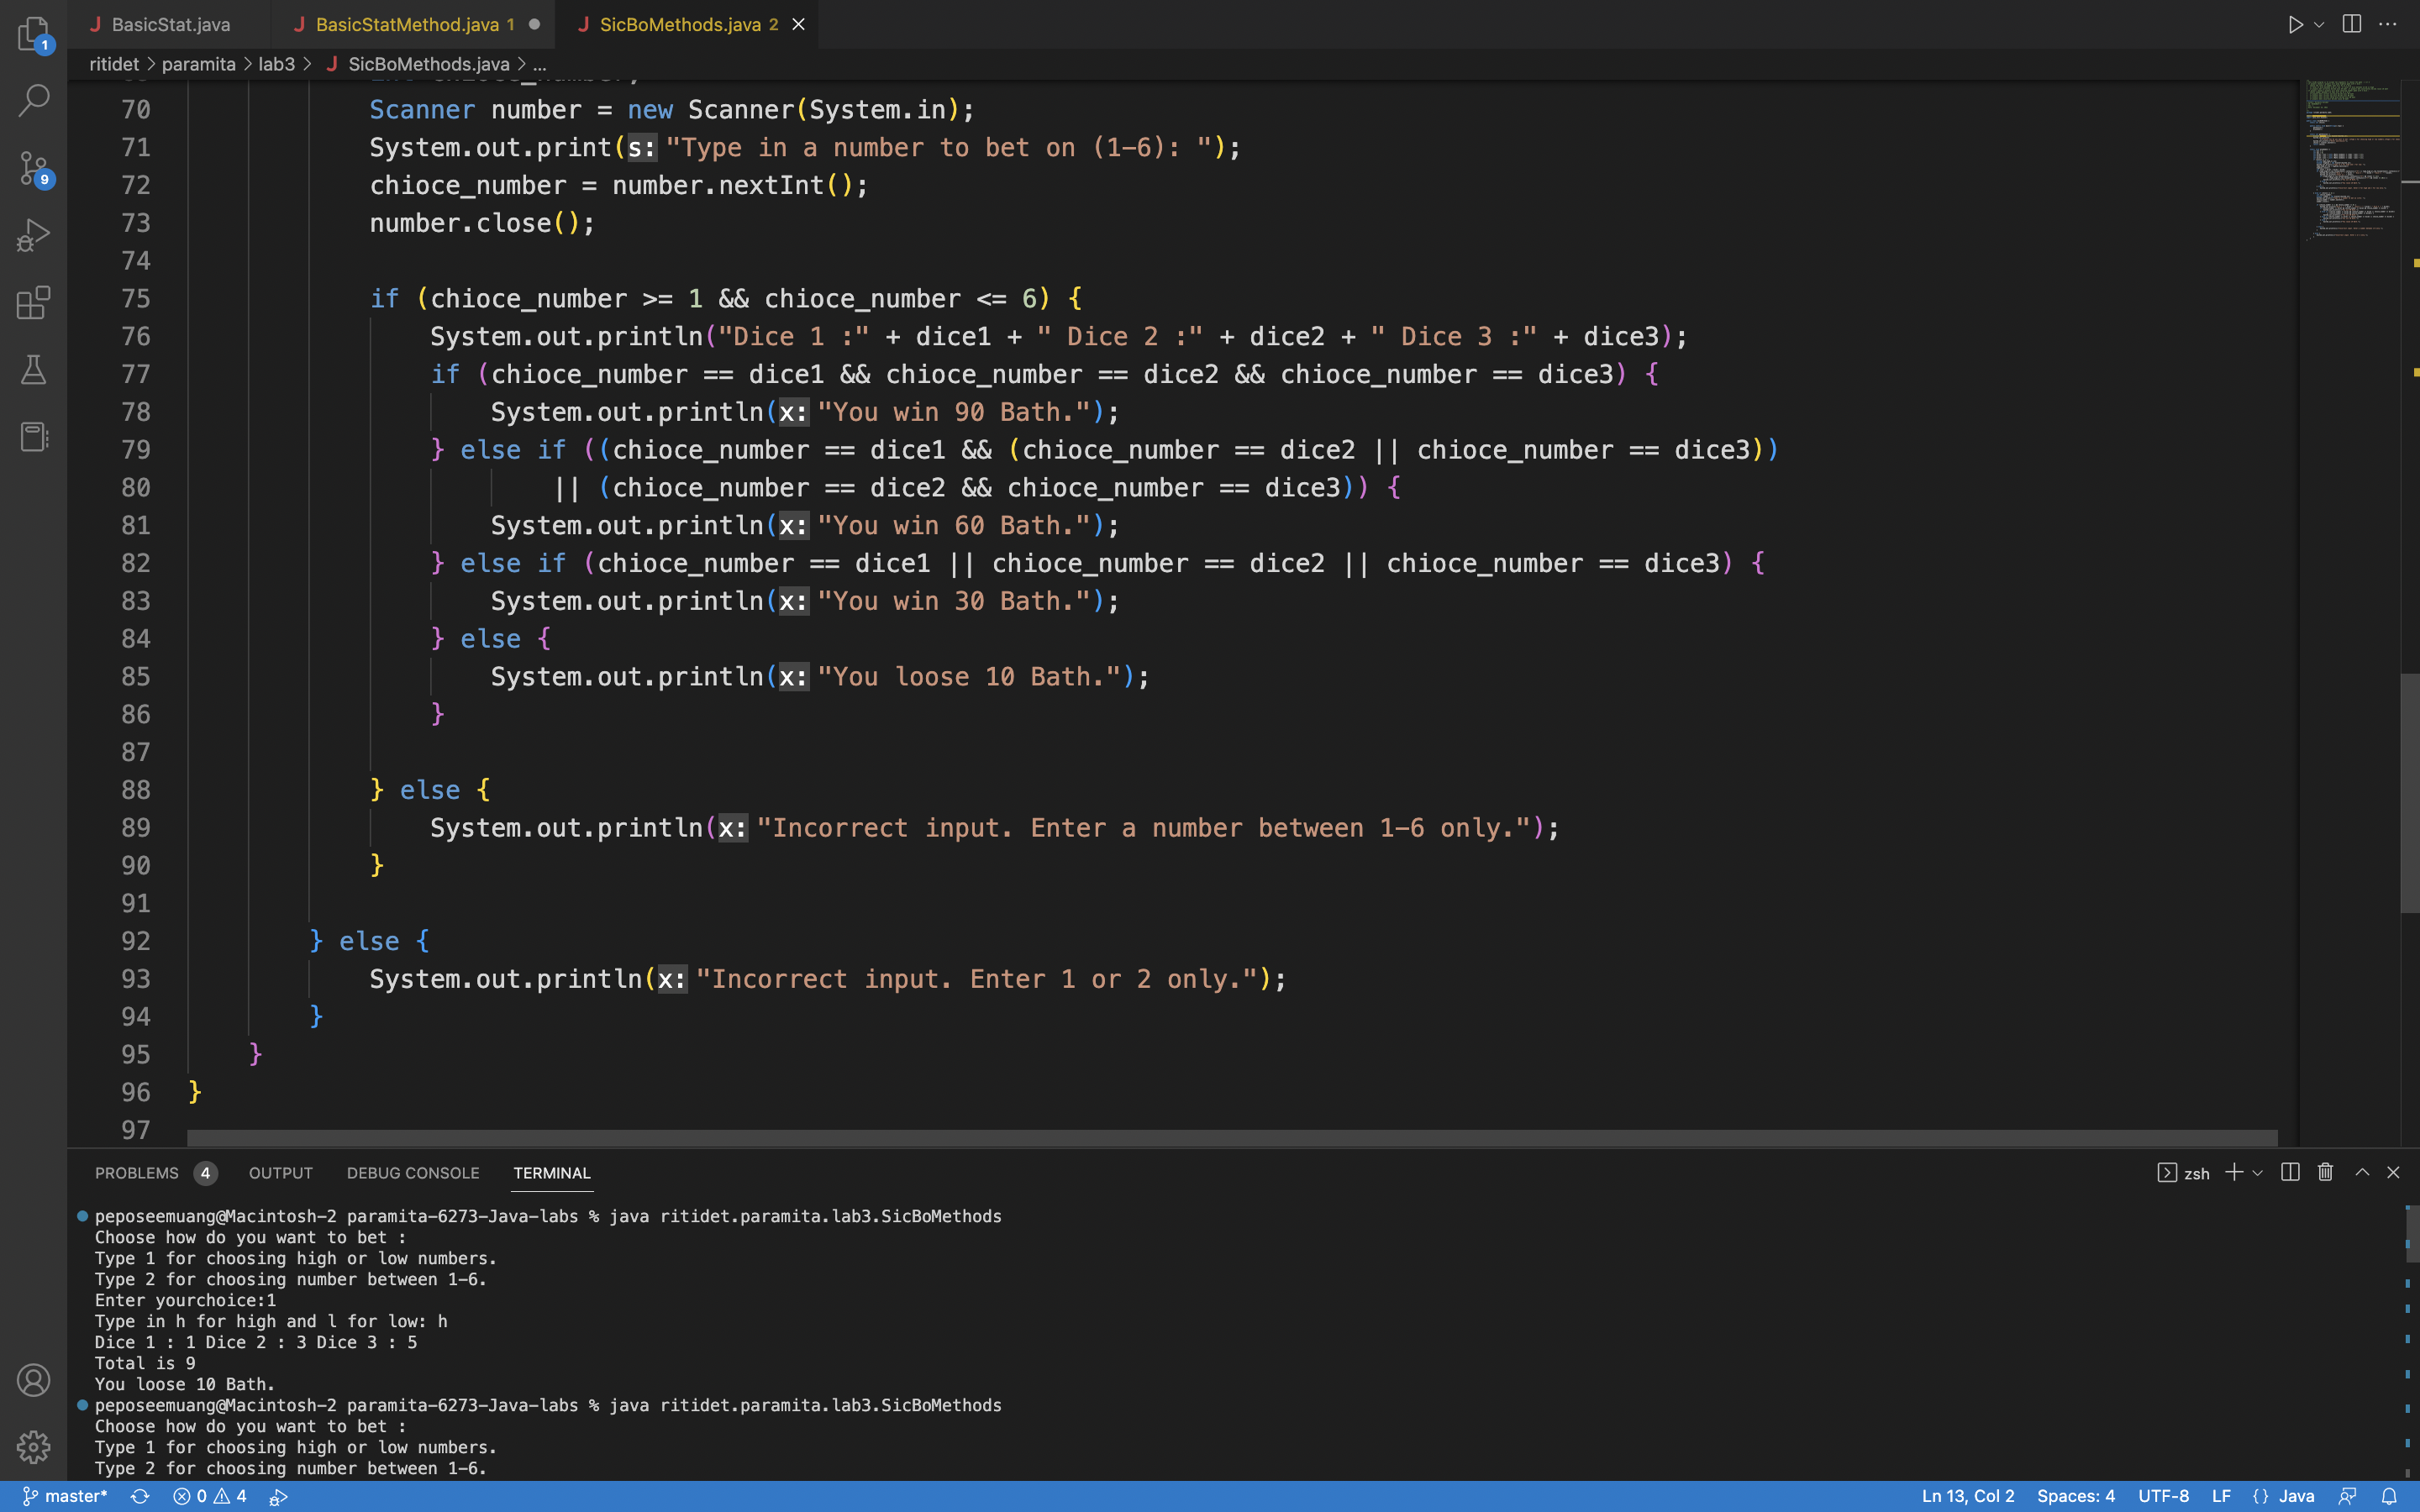 BasicStat.java BasicStatMethod.java 1 SicBoMethods.java 2
ritidet > paramita > lab3 > SicBoMethods.java > ...
1
9
70 Scanner number = new Scanner(System.in);
71 System.out.print(s: "Type in a number to bet on (1-6): ");
72 chioce_number = number.nextInt();
73 number.close();
74
75 if (chioce_number >= 1 && chioce_number <= 6) {
76 System.out.println("Dice 1 :" + dice1 + " Dice 2 :" + dice2 + " Dice 3 :" + dice3);
77 if (chioce_number == dice1 && chioce_number == dice2 && chioce_number == dice3) {
78 System.out.println(x: "You win 90 Bath.");
79 } else if ((chioce_number == dice1 && (chioce_number == dice2 || chioce_number == dice3))
80 || (chioce_number == dice2 && chioce_number == dice3)) {
81 System.out.println(x: "You win 60 Bath.");
82 } else if (chioce_number == dice1 || chioce_number == dice2 || chioce_number == dice3) {
83 System.out.println(x: "You win 30 Bath.");
84 } else {
85 System.out.println(x: "You loose 10 Bath.");
86 }
87
88 } else {
89 System.out.println(x: "Incorrect input. Enter a number between 1-6 only.");
90 }
91
92 } else {
93 System.out.println(x: "Incorrect input. Enter 1 or 2 only.");
94 }
95 }
96 }
97
PROBLEMS 4 OUTPUT DEBUG CONSOLE TERMINAL zsh
peposeemuang@Macintosh-2 paramita-6273-Java-labs % java ritidet.paramita.lab3.SicBoMethods
Choose how do you want to bet :
Type 1 for choosing high or low numbers.
Type 2 for choosing number between 1-6.
Enter yourchoice:1
Type in h for high and l for low: h
Dice 1 : 1 Dice 2 : 3 Dice 3 : 5
Total is 9
You loose 10 Bath.
peposeemuang@Macintosh-2 paramita-6273-Java-labs % java ritidet.paramita.lab3.SicBoMethods
Choose how do you want to bet :
Type 1 for choosing high or low numbers.
Type 2 for choosing number between 1-6.
master* 0 4 Ln 13, Col 2 Spaces: 4 UTF-8 LF {} Java